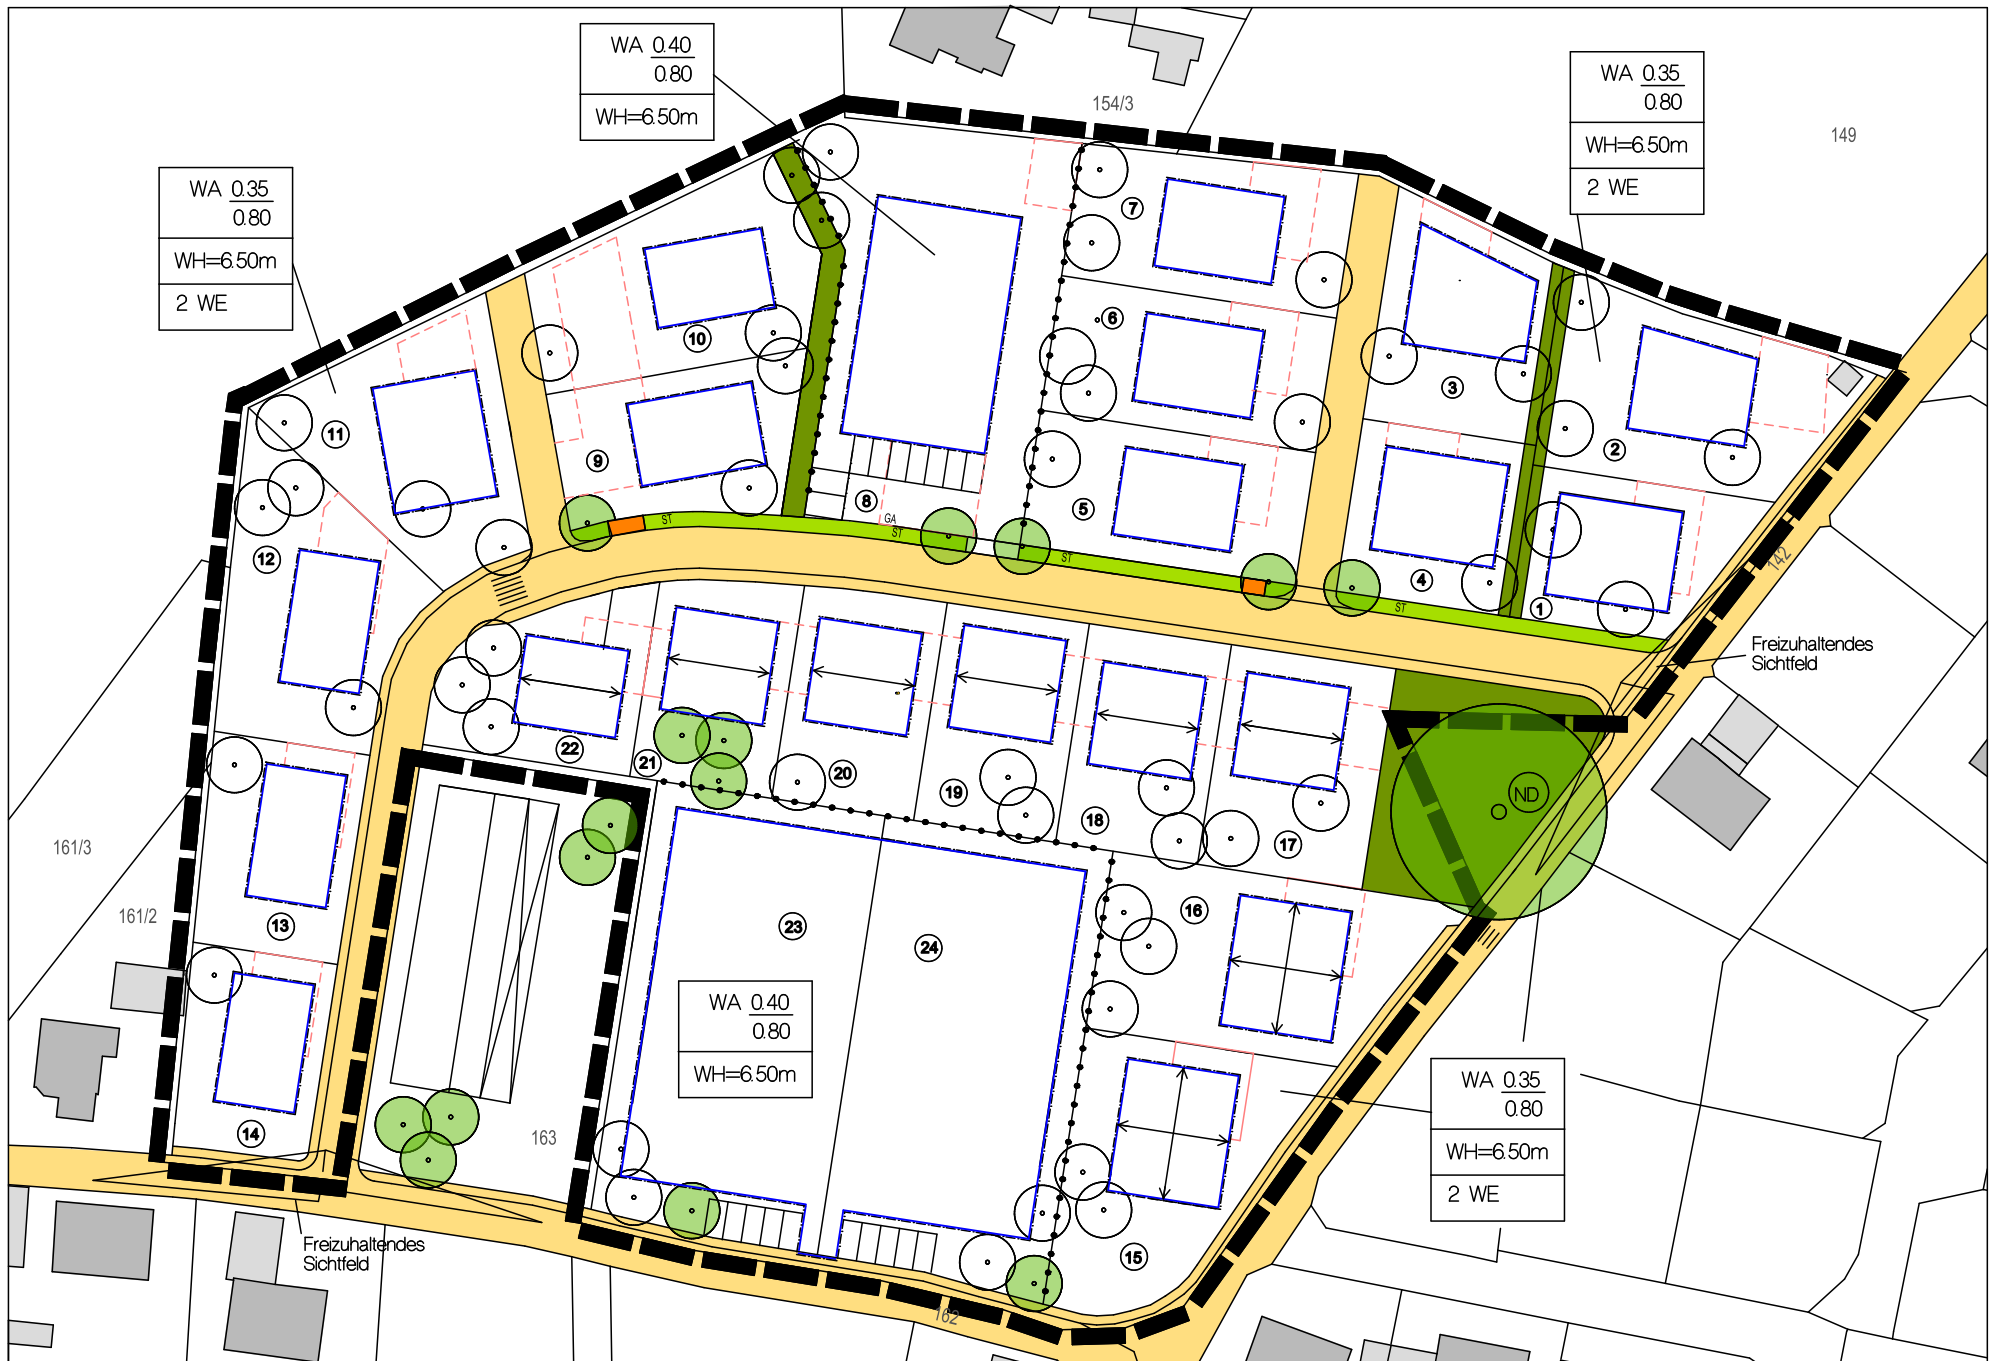 WA 0.40
0.80
WH=6.50m
WA 0.35
0.80
WH=6.50m
2 WE
154/3
149
WA 0.35
0.80
WH=6.50m
2 WE
7
6
10
3
11
2
9
8
5
GA
ST
ST
ST
ST
12
4
1
142
Freizuhaltendes
Sichtfeld
22
21
20
19
18
17
ND
161/3
161/2
13
23
24
16
WA 0.40
0.80
WH=6.50m
WA 0.35
0.80
WH=6.50m
2 WE
14
163
15
Freizuhaltendes
Sichtfeld
162